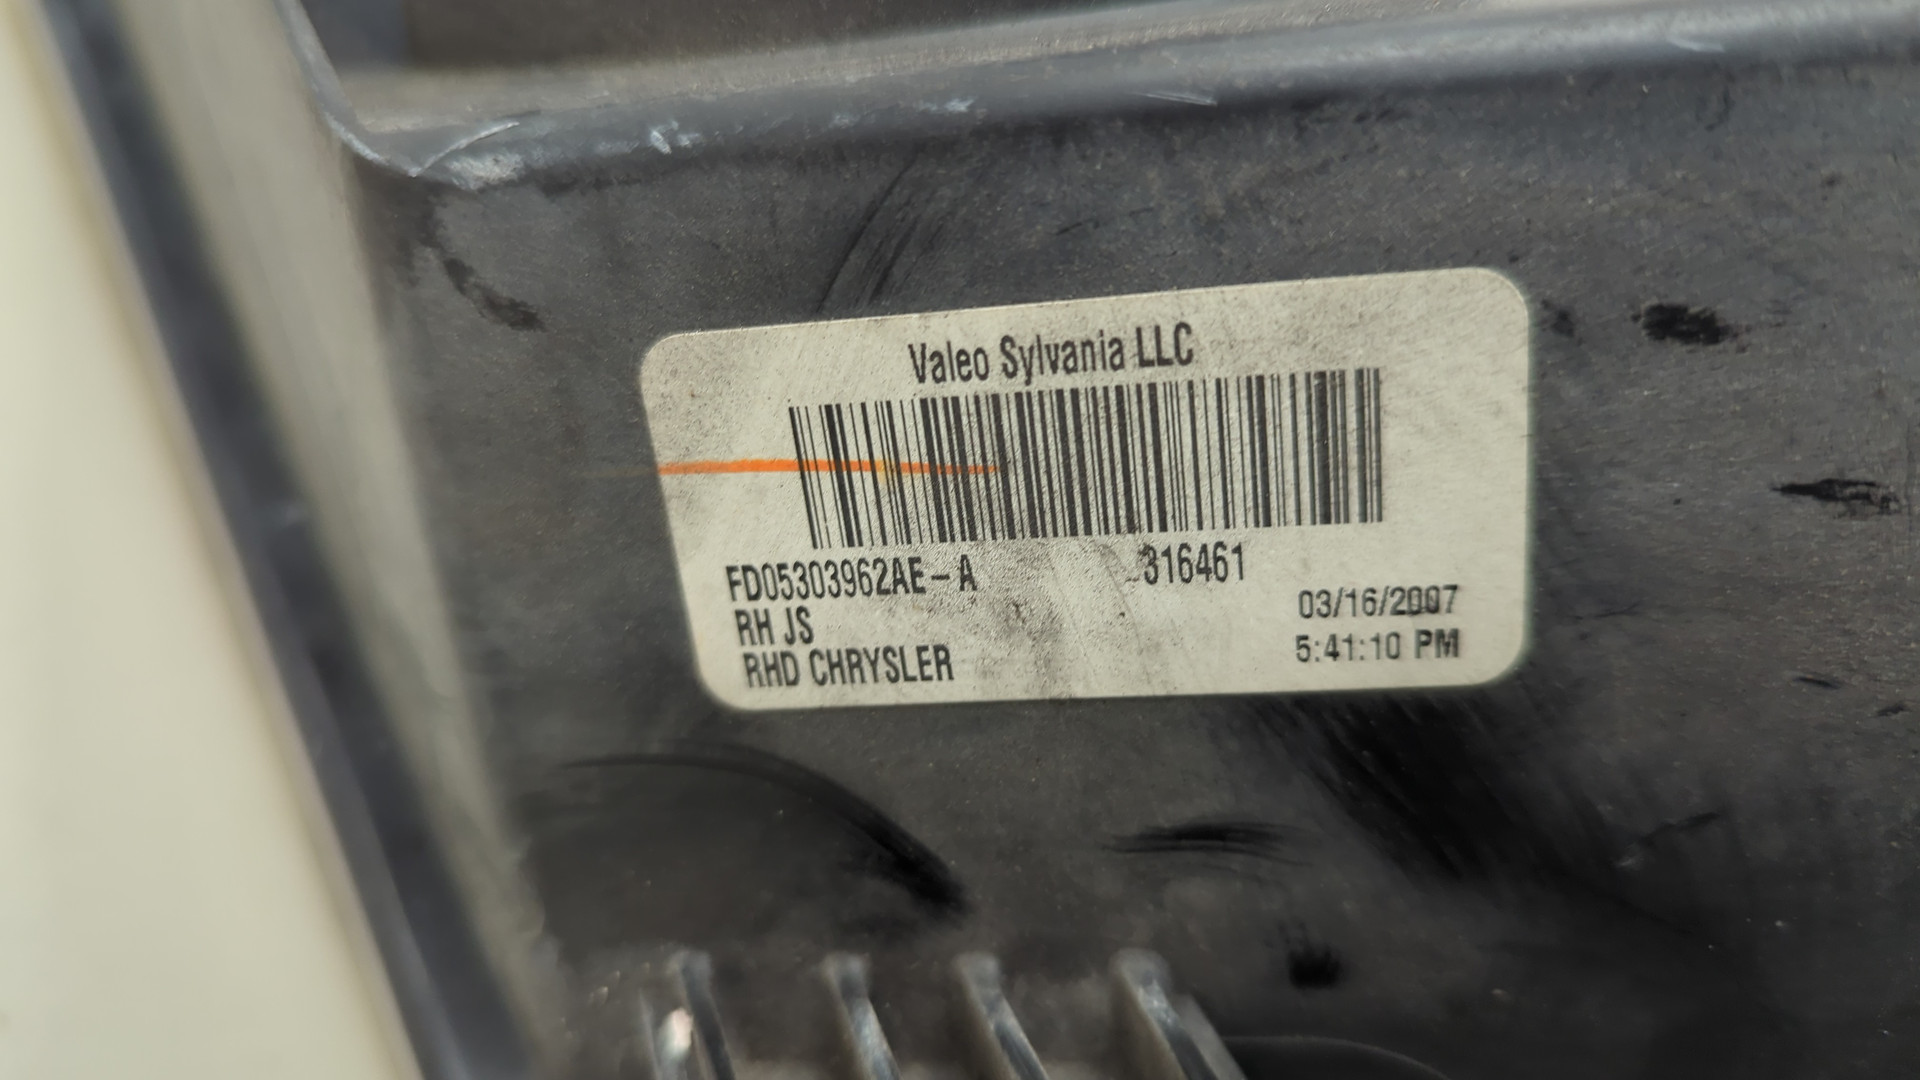 Valeo Sylvania LLC
FD05303962AE-A 316461
RH JS
RHD CHRYSLER
03/16/2007
5:41:10 PM